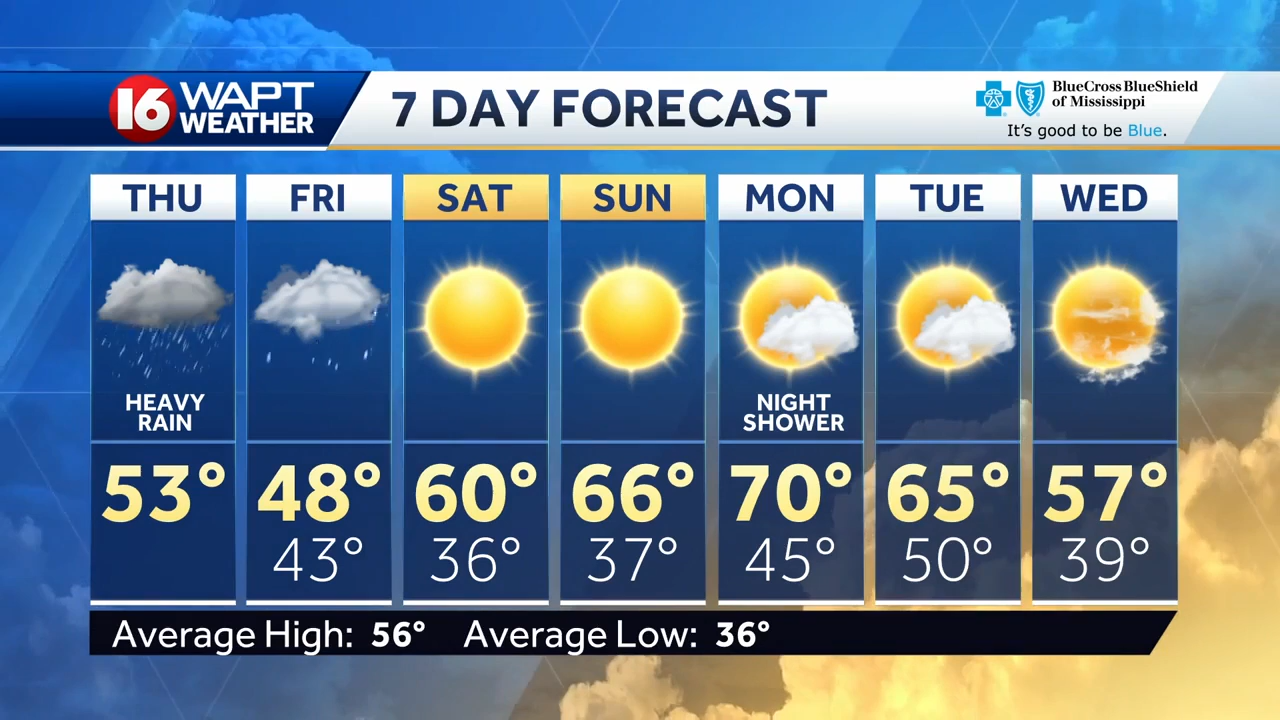 16 WAPT WEATHER
7 DAY FORECAST
BlueCross BlueShield
of Mississippi
It's good to be Blue.
THU FRI SAT SUN MON TUE WED
HEAVY RAIN
NIGHT SHOWER
53° 48° 60° 66° 70° 65° 57°
43° 36° 37° 45° 50° 39°
Average High: 56° Average Low: 36°